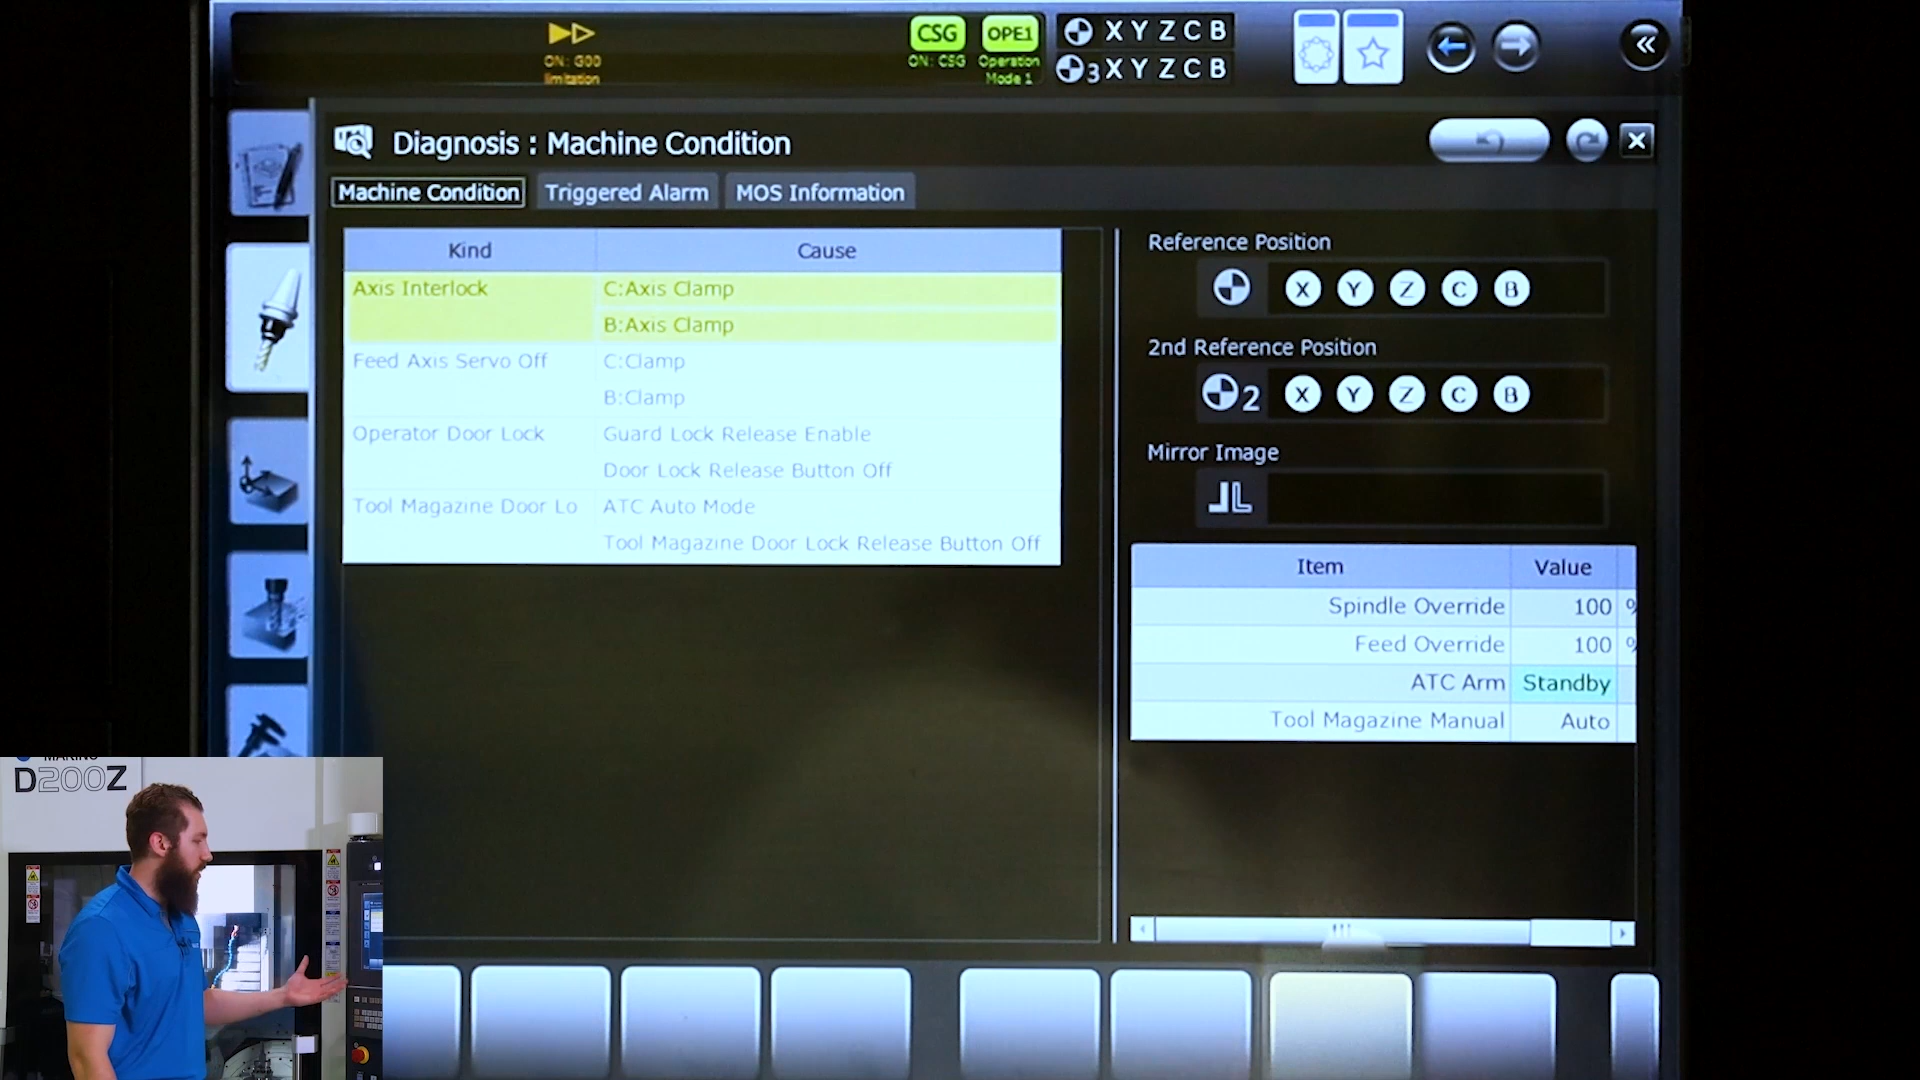 CSG OPE1 X Y Z C B
ON: G00 ON: CSG Operation
limitation Mode 1 3 X Y Z C B
Diagnosis : Machine Condition
Machine Condition Triggered Alarm MOS Information
Kind Cause
Axis Interlock C:Axis Clamp
B:Axis Clamp
Feed Axis Servo Off C:Clamp
B:Clamp
Operator Door Lock Guard Lock Release Enable
Door Lock Release Button Off
Tool Magazine Door Lo ATC Auto Mode
Tool Magazine Door Lock Release Button Off
Reference Position
X Y Z C B
2nd Reference Position
2 X Y Z C B
Mirror Image
Item Value
Spindle Override 100 %
Feed Override 100 %
ATC Arm Standby
Tool Magazine Manual Auto
MAKINO
D200Z